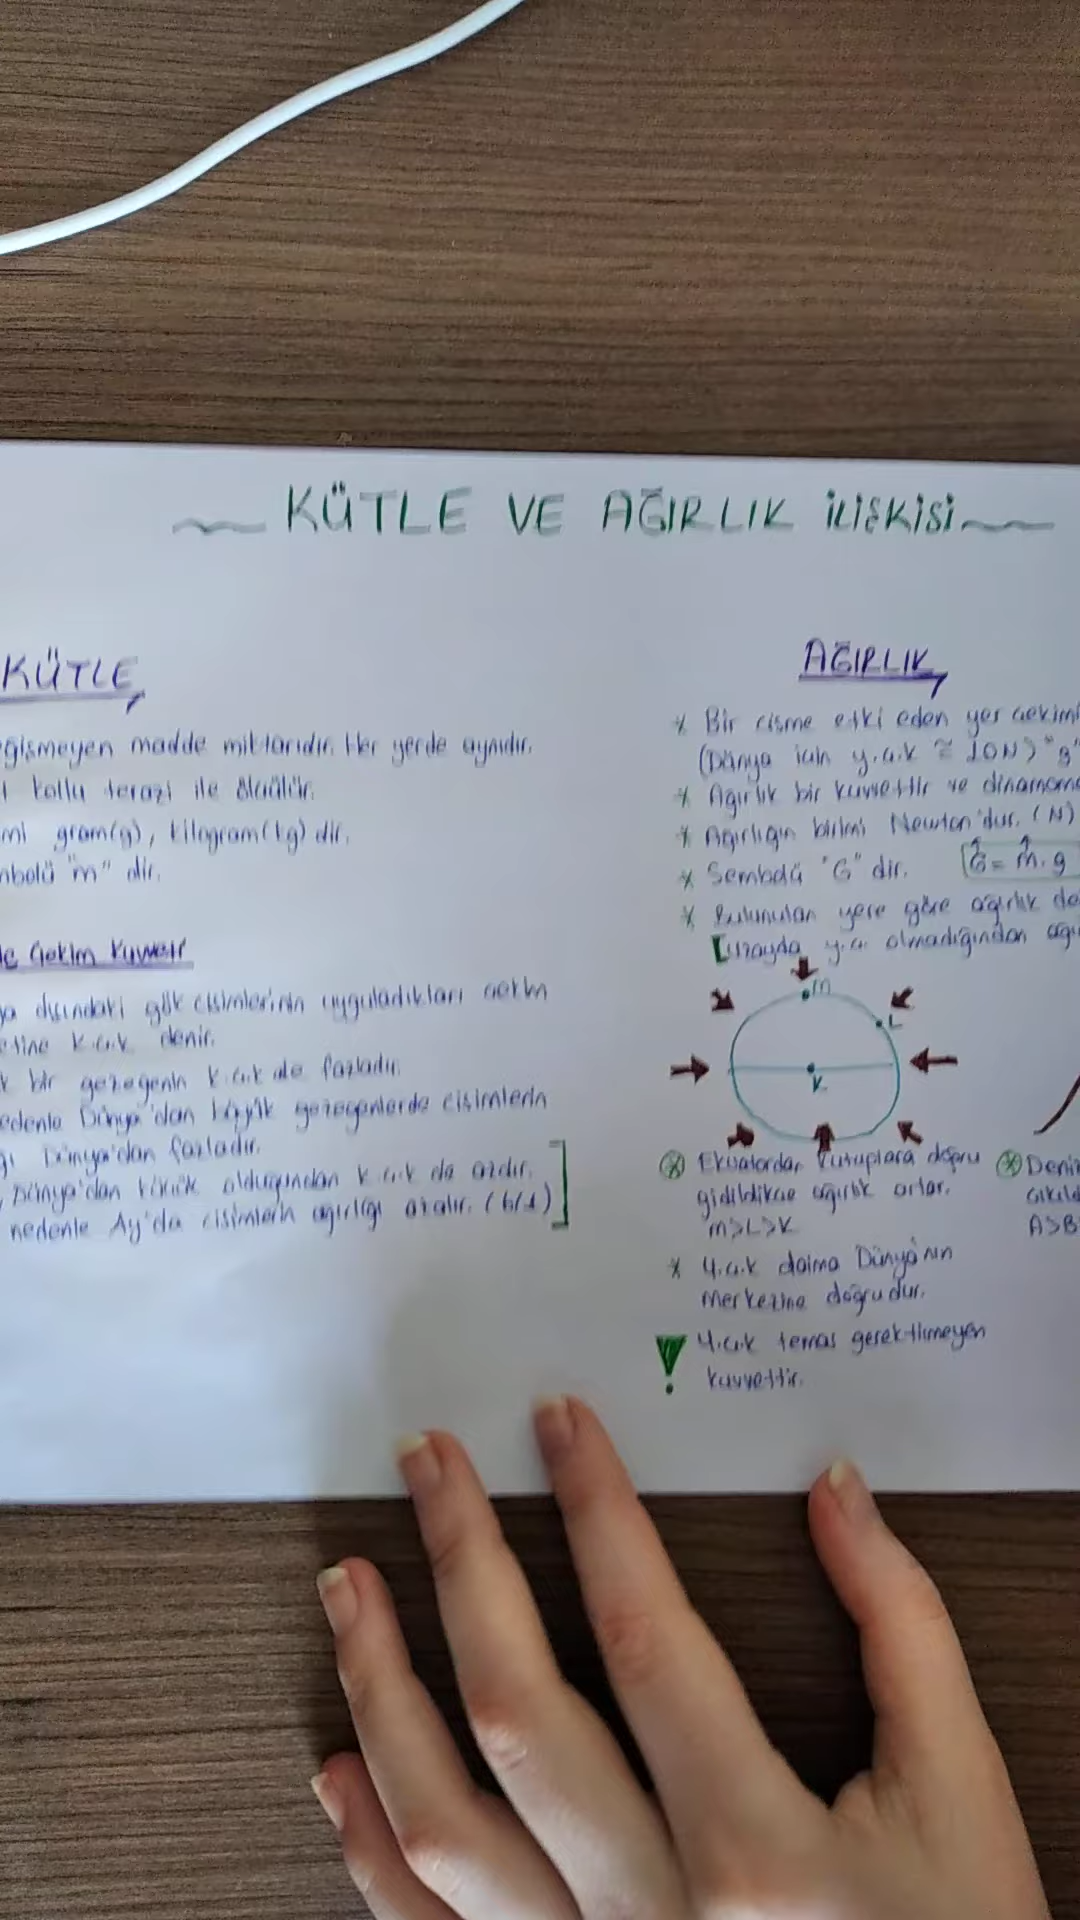 KÜTLE VE AĞIRLIK İLİŞKİSİ
KÜTLE
ğişmeyen madde miktarıdır. Her yerde aynıdır.
t kollu terazi ile ölçülür.
mi gram(g), kilogram(kg) dir.
mbolü "m" dir.
Çekim Kuvveti
ya dışındaki gök cisimlerinin uyguladıkları çekim
etine k.ç.k denir.
k bir gezegenin k.ç.k de fazladır.
edenle Dünya'dan büyük gezegenlerde cisimlerin
ğı Dünya'dan fazladır.
, Dünya'dan küçük olduğundan k.ç.k da azdır.
nedenle Ay'da cisimlerin ağırlığı azalır.
AĞIRLIK
* Bir cisme etki eden yer çekimi
(Dünya için y.ç.k ≅ 10N) "g"
* Ağırlık bir kuvvettir ve dinamome
* Ağırlığın birimi Newton'dur. (N)
* Sembolü "G" dir. G = m.g
* Bulunulan yere göre ağırlık de
[Uzayda y.ç. olmadığından ağı
m
L
K
* Ekvatordan kutuplara doğru
gidildikçe ağırlık artar.
m>L>K
* Y.ç.k daima Dünya'nın
merkezine doğrudur.
! Y.ç.k temas gerektirmeyen
kuvvettir.
* Deniz
çıkıld
A>B